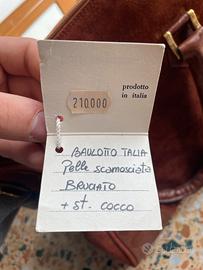 prodotto
in italia
210.000
BAULOTTO TALIA
Pelle scamosciata
BRUCIATO
+ st. COCCO